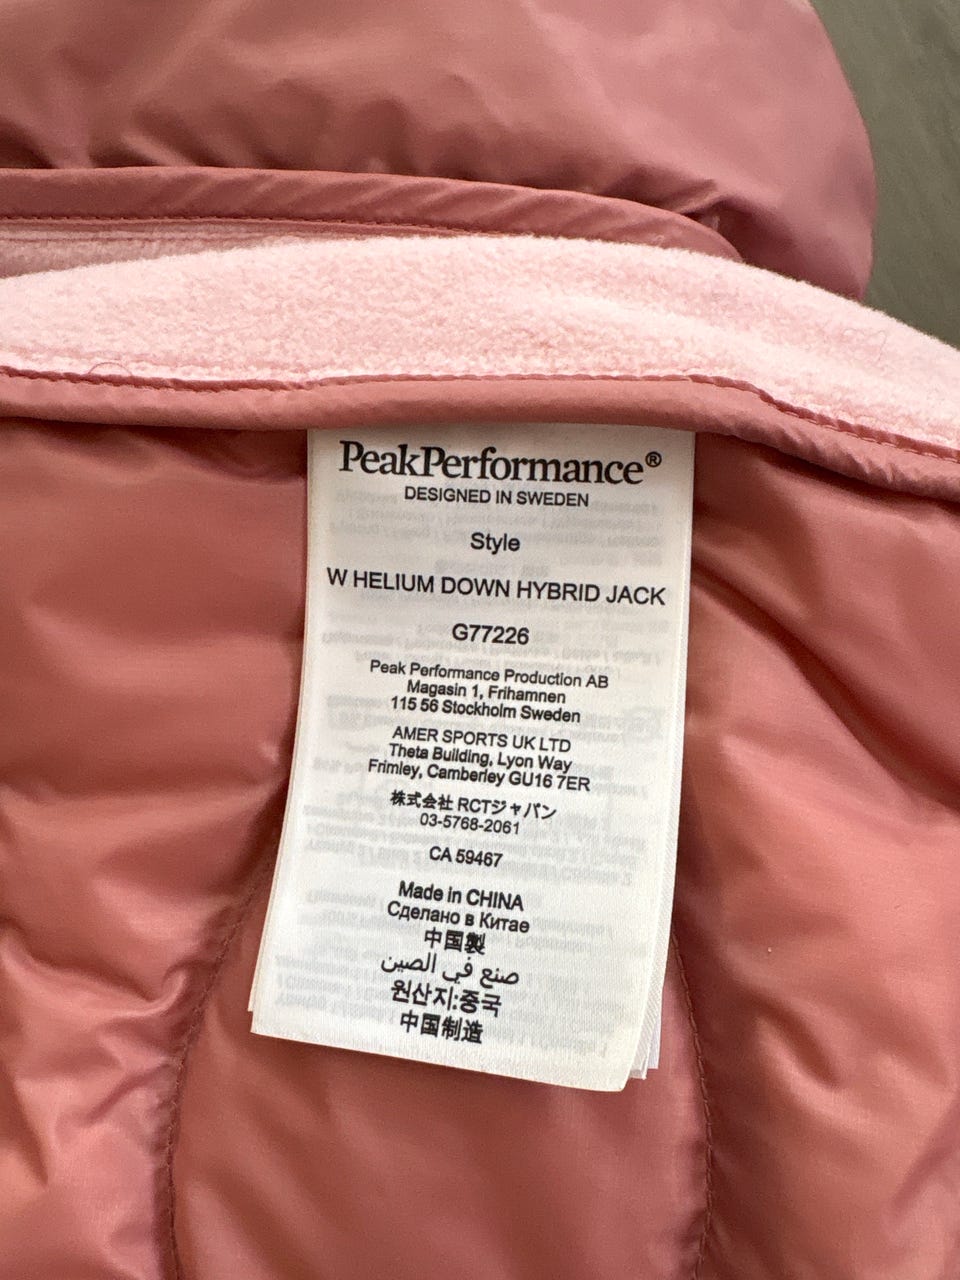 PeakPerformance®
DESIGNED IN SWEDEN
Style
W HELIUM DOWN HYBRID JACK
G77226
Peak Performance Production AB
Magasin 1, Frihamnen
115 56 Stockholm Sweden
AMER SPORTS UK LTD
Theta Building, Lyon Way
Frimley, Camberley GU16 7ER
株式会社 RCTジャパン
03-5768-2061
CA 59467
Made in CHINA
Сделано в Китае
中国製
صنع في الصين
원산지:중국
中国制造